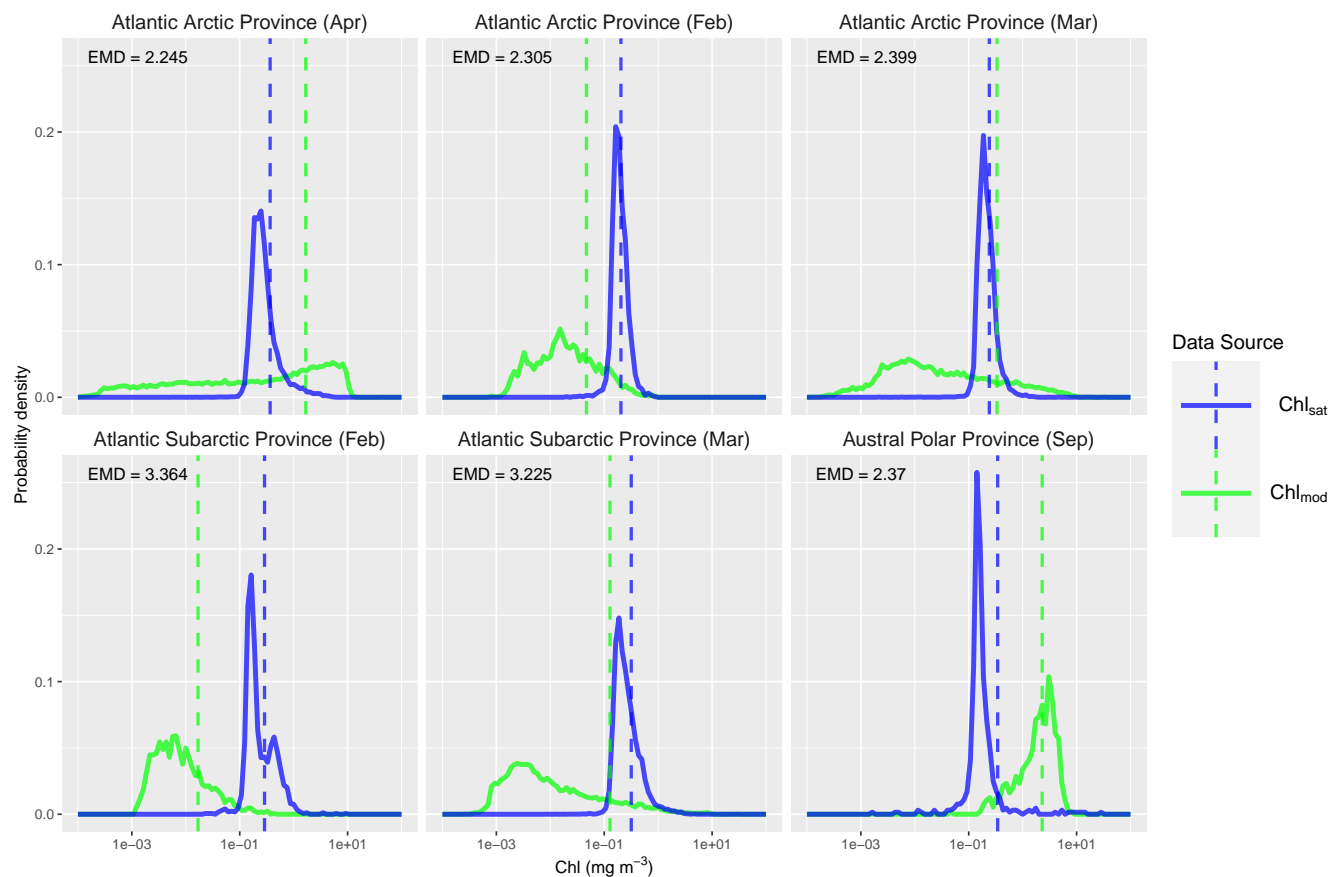 Atlantic Arctic Province (Apr)
Atlantic Arctic Province (Feb)
Atlantic Arctic Province (Mar)
EMD = 2.245
EMD = 2.305
EMD = 2.399
0.2
0.1
0.0
Atlantic Subarctic Province (Feb)
Atlantic Subarctic Province (Mar)
Austral Polar Province (Sep)
EMD = 3.364
EMD = 3.225
EMD = 2.37
0.2
0.1
0.0
1e−03
1e−01
1e+01
1e−03
1e−01
1e+01
1e−03
1e−01
1e+01
Chl (mg m⁻³)
Probability density
Data Source
Chlsat
Chlmod